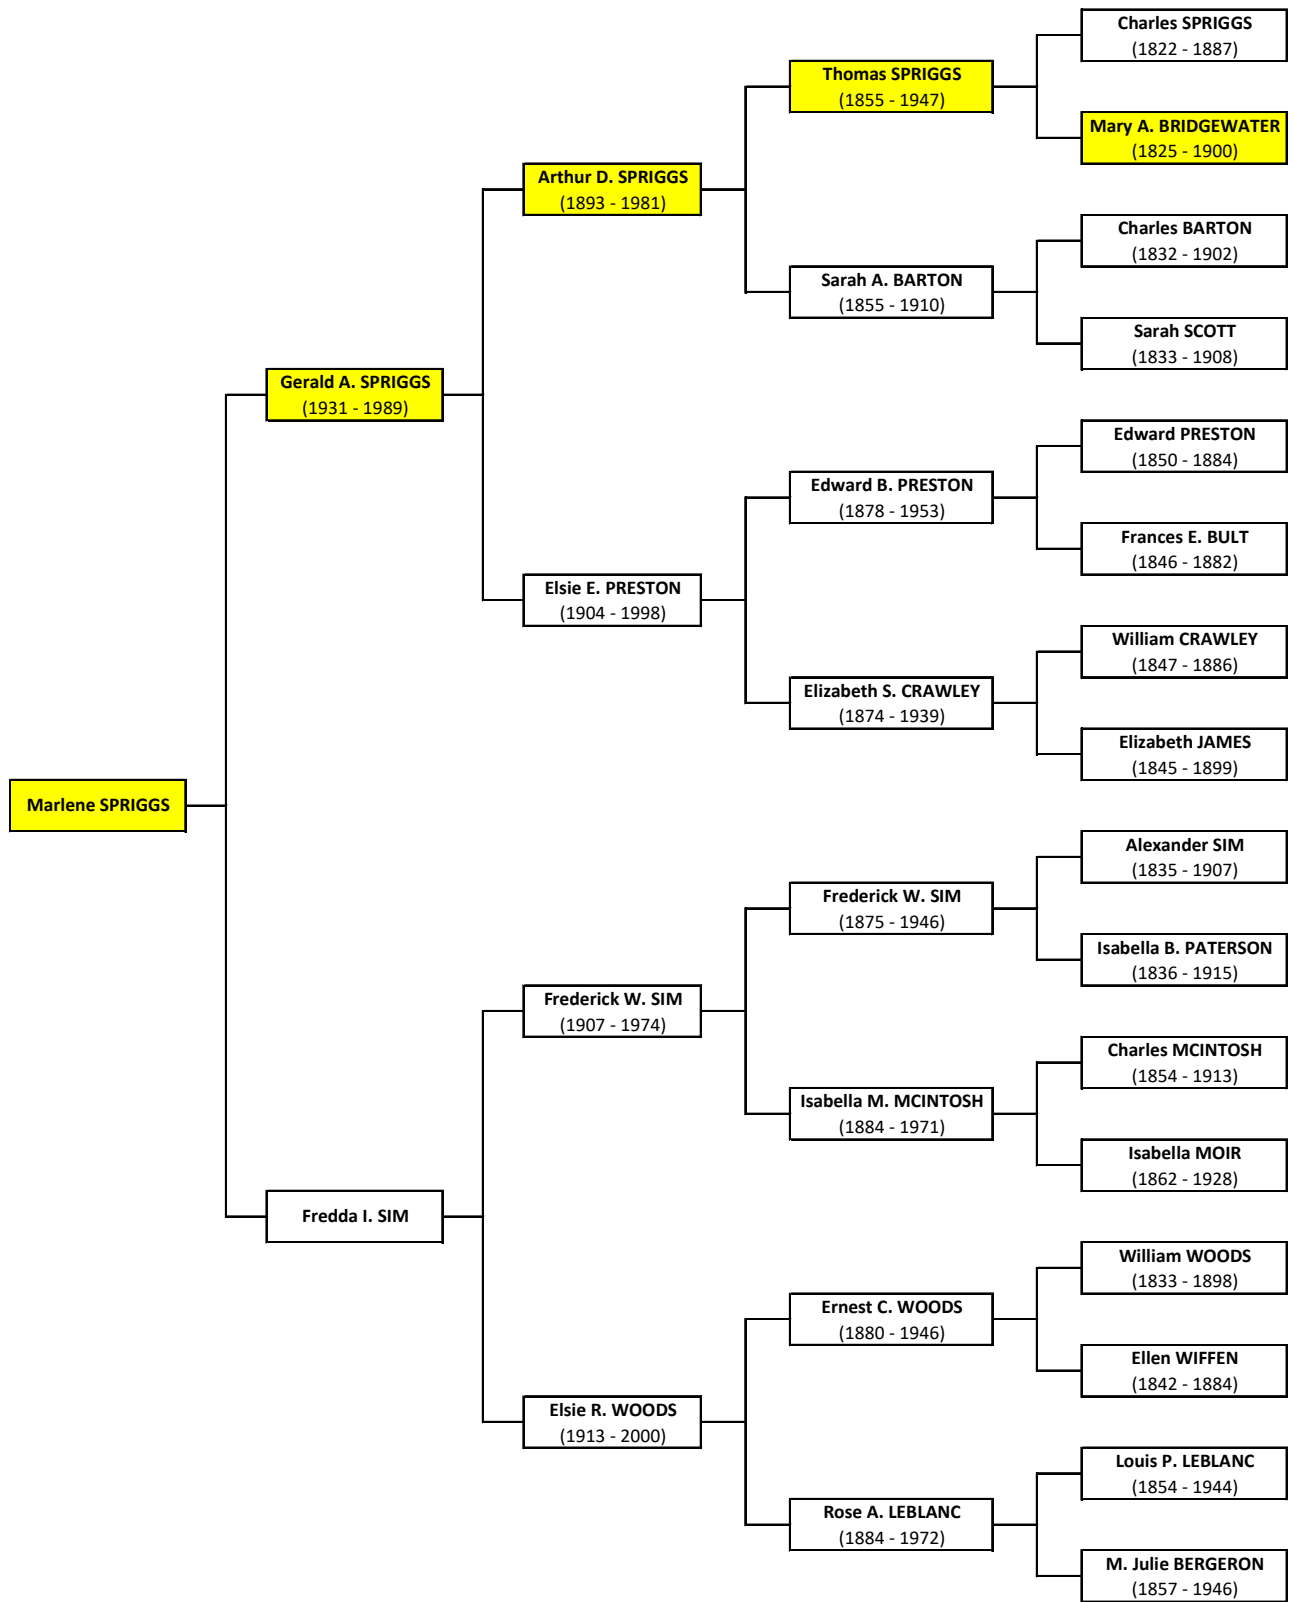 Charles SPRIGGS
(1822 - 1887)
Thomas SPRIGGS
(1855 - 1947)
Mary A. BRIDGEWATER
(1825 - 1900)
Arthur D. SPRIGGS
(1893 - 1981)
Charles BARTON
(1832 - 1902)
Sarah A. BARTON
(1855 - 1910)
Sarah SCOTT
(1833 - 1908)
Gerald A. SPRIGGS
(1931 - 1989)
Edward PRESTON
(1850 - 1884)
Edward B. PRESTON
(1878 - 1953)
Frances E. BULT
(1846 - 1882)
Elsie E. PRESTON
(1904 - 1998)
William CRAWLEY
(1847 - 1886)
Elizabeth S. CRAWLEY
(1874 - 1939)
Elizabeth JAMES
(1845 - 1899)
Marlene SPRIGGS
Alexander SIM
(1835 - 1907)
Frederick W. SIM
(1875 - 1946)
Isabella B. PATERSON
(1836 - 1915)
Frederick W. SIM
(1907 - 1974)
Charles MCINTOSH
(1854 - 1913)
Isabella M. MCINTOSH
(1884 - 1971)
Isabella MOIR
(1862 - 1928)
Fredda I. SIM
William WOODS
(1833 - 1898)
Ernest C. WOODS
(1880 - 1946)
Ellen WIFFEN
(1842 - 1884)
Elsie R. WOODS
(1913 - 2000)
Louis P. LEBLANC
(1854 - 1944)
Rose A. LEBLANC
(1884 - 1972)
M. Julie BERGERON
(1857 - 1946)